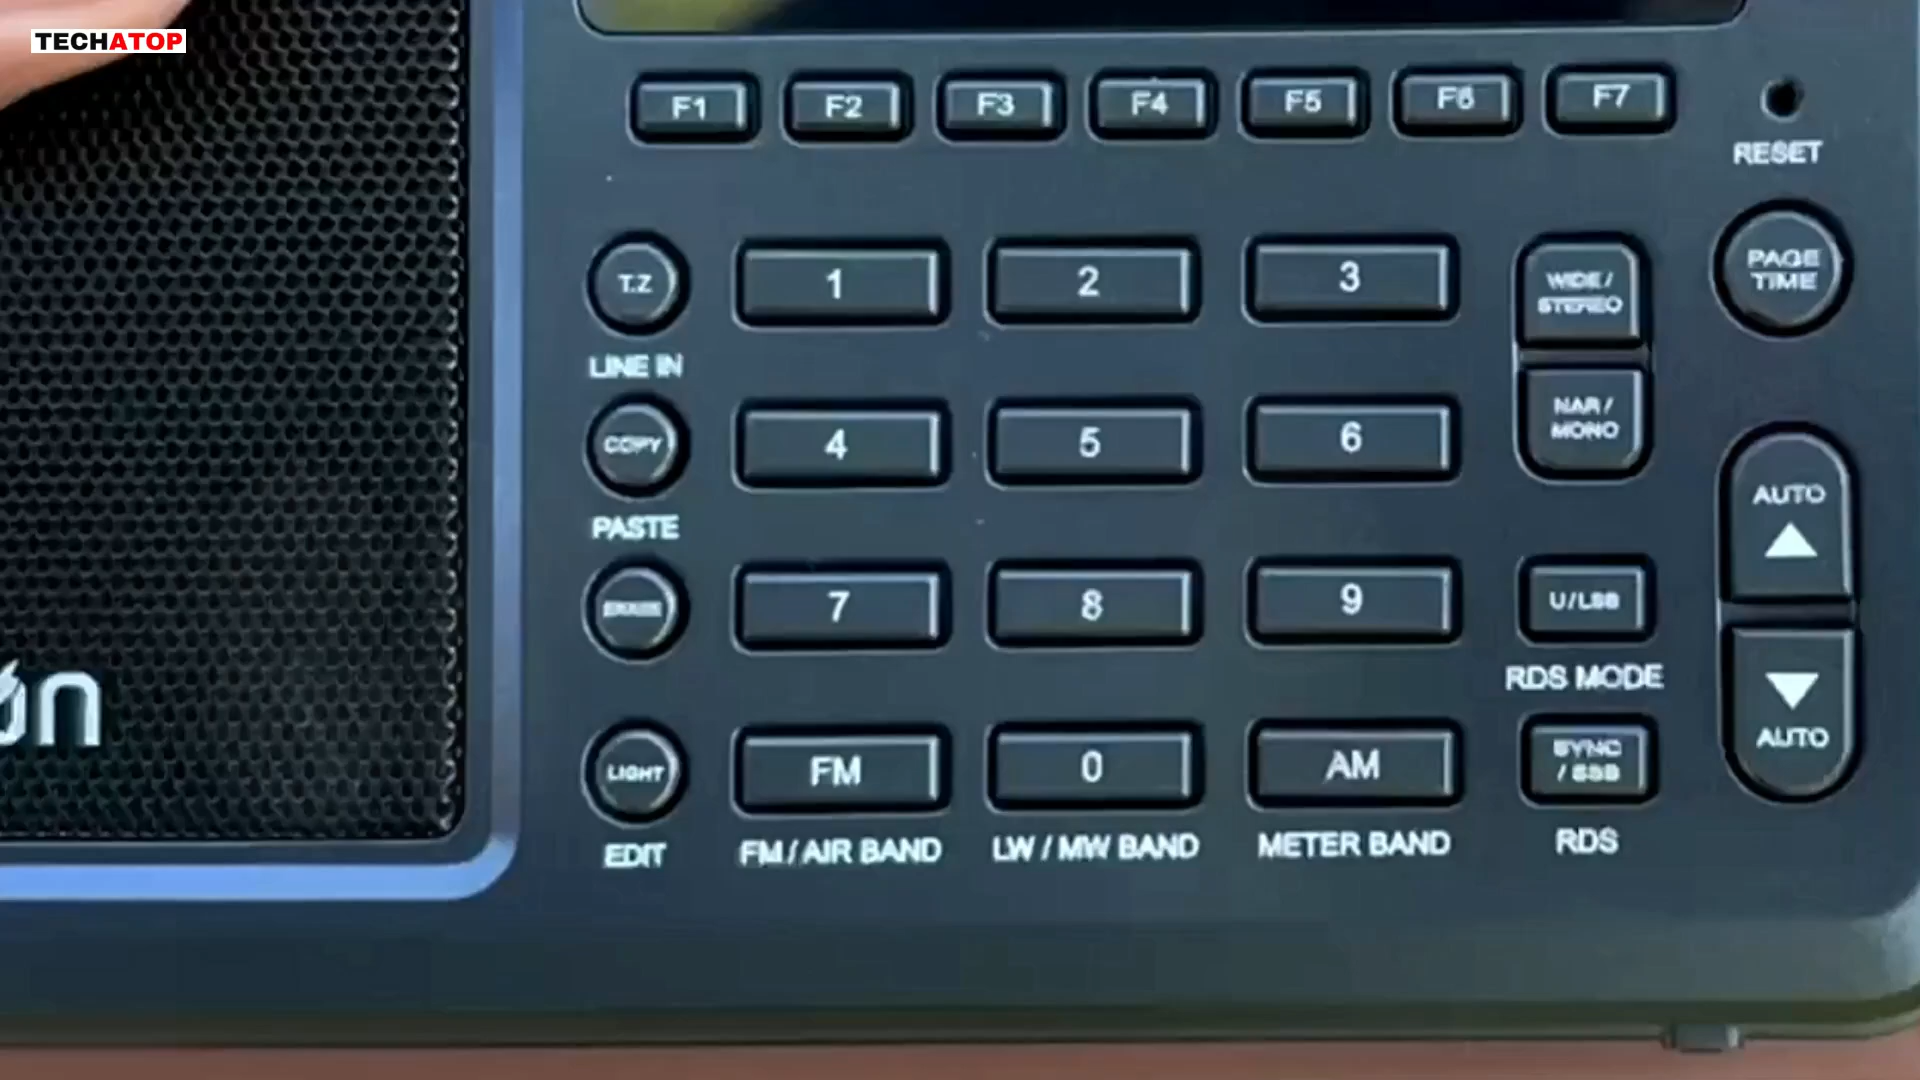 TECHATOP
F1 F2 F3 F4 F5 F6 F7
RESET
T.Z 1 2 3 WIDE / STEREO PAGE TIME
LINE IN
COPY 4 5 6 NAR / MONO
PASTE
AUTO
7 8 9 U/LSB
RDS MODE
LIGHT FM 0 AM SYNC / SSB
AUTO
EDIT FM / AIR BAND LW / MW BAND METER BAND RDS